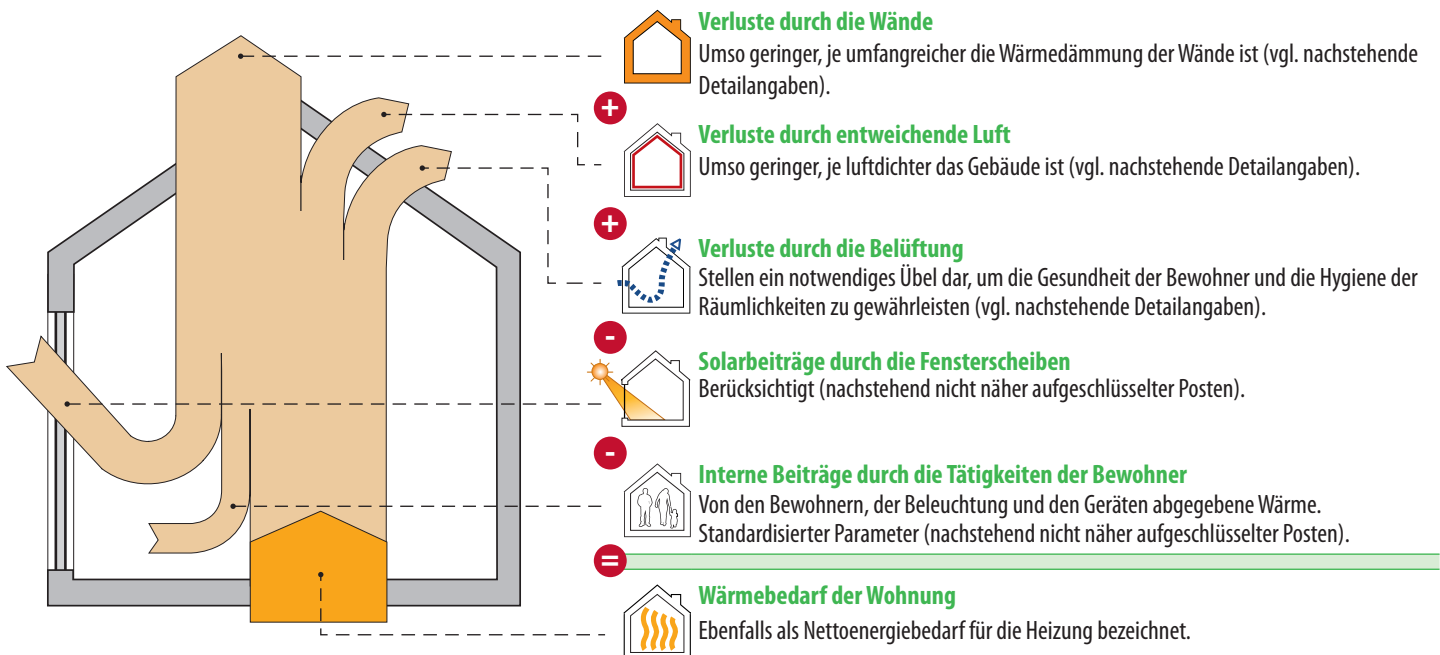 Verluste durch die Wände
Umso geringer, je umfangreicher die Wärmedämmung der Wände ist (vgl. nachstehende
Detailangaben).
+
Verluste durch entweichende Luft
Umso geringer, je luftdichter das Gebäude ist (vgl. nachstehende Detailangaben).
+
Verluste durch die Belüftung
Stellen ein notwendiges Übel dar, um die Gesundheit der Bewohner und die Hygiene der
Räumlichkeiten zu gewährleisten (vgl. nachstehende Detailangaben).
-
Solarbeiträge durch die Fensterscheiben
Berücksichtigt (nachstehend nicht näher aufgeschlüsselter Posten).
-
Interne Beiträge durch die Tätigkeiten der Bewohner
Von den Bewohnern, der Beleuchtung und den Geräten abgegebene Wärme.
Standardisierter Parameter (nachstehend nicht näher aufgeschlüsselter Posten).
=
Wärmebedarf der Wohnung
Ebenfalls als Nettoenergiebedarf für die Heizung bezeichnet.